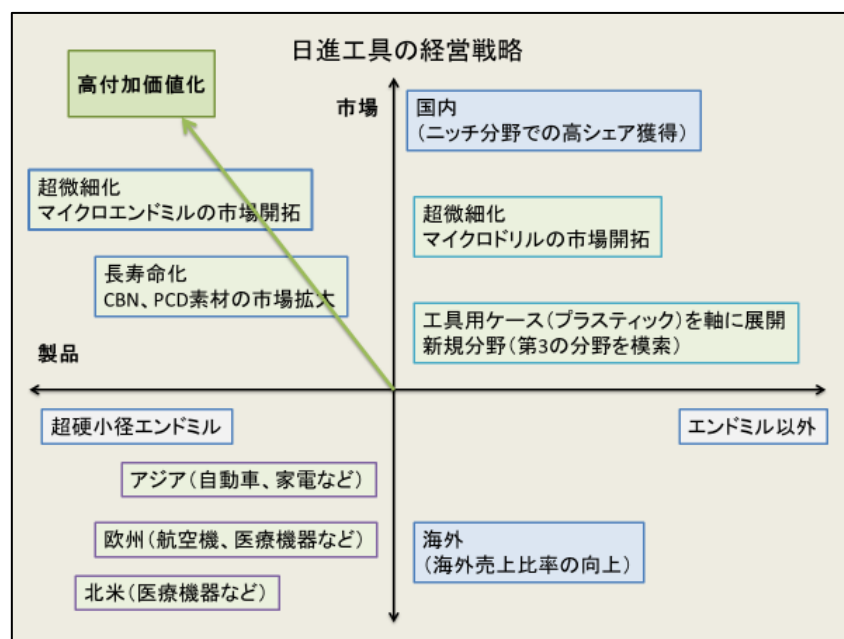 日進工具の経営戦略
高付加価値化
市場
国内
(ニッチ分野での高シェア獲得)
超微細化
マイクロエンドミルの市場開拓
超微細化
マイクロドリルの市場開拓
長寿命化
CBN、PCD素材の市場拡大
工具用ケース(プラスティック)を軸に展開
新規分野(第3の分野を模索)
製品
超硬小径エンドミル
エンドミル以外
アジア(自動車、家電など)
欧州(航空機、医療機器など)
海外
(海外売上比率の向上)
北米(医療機器など)